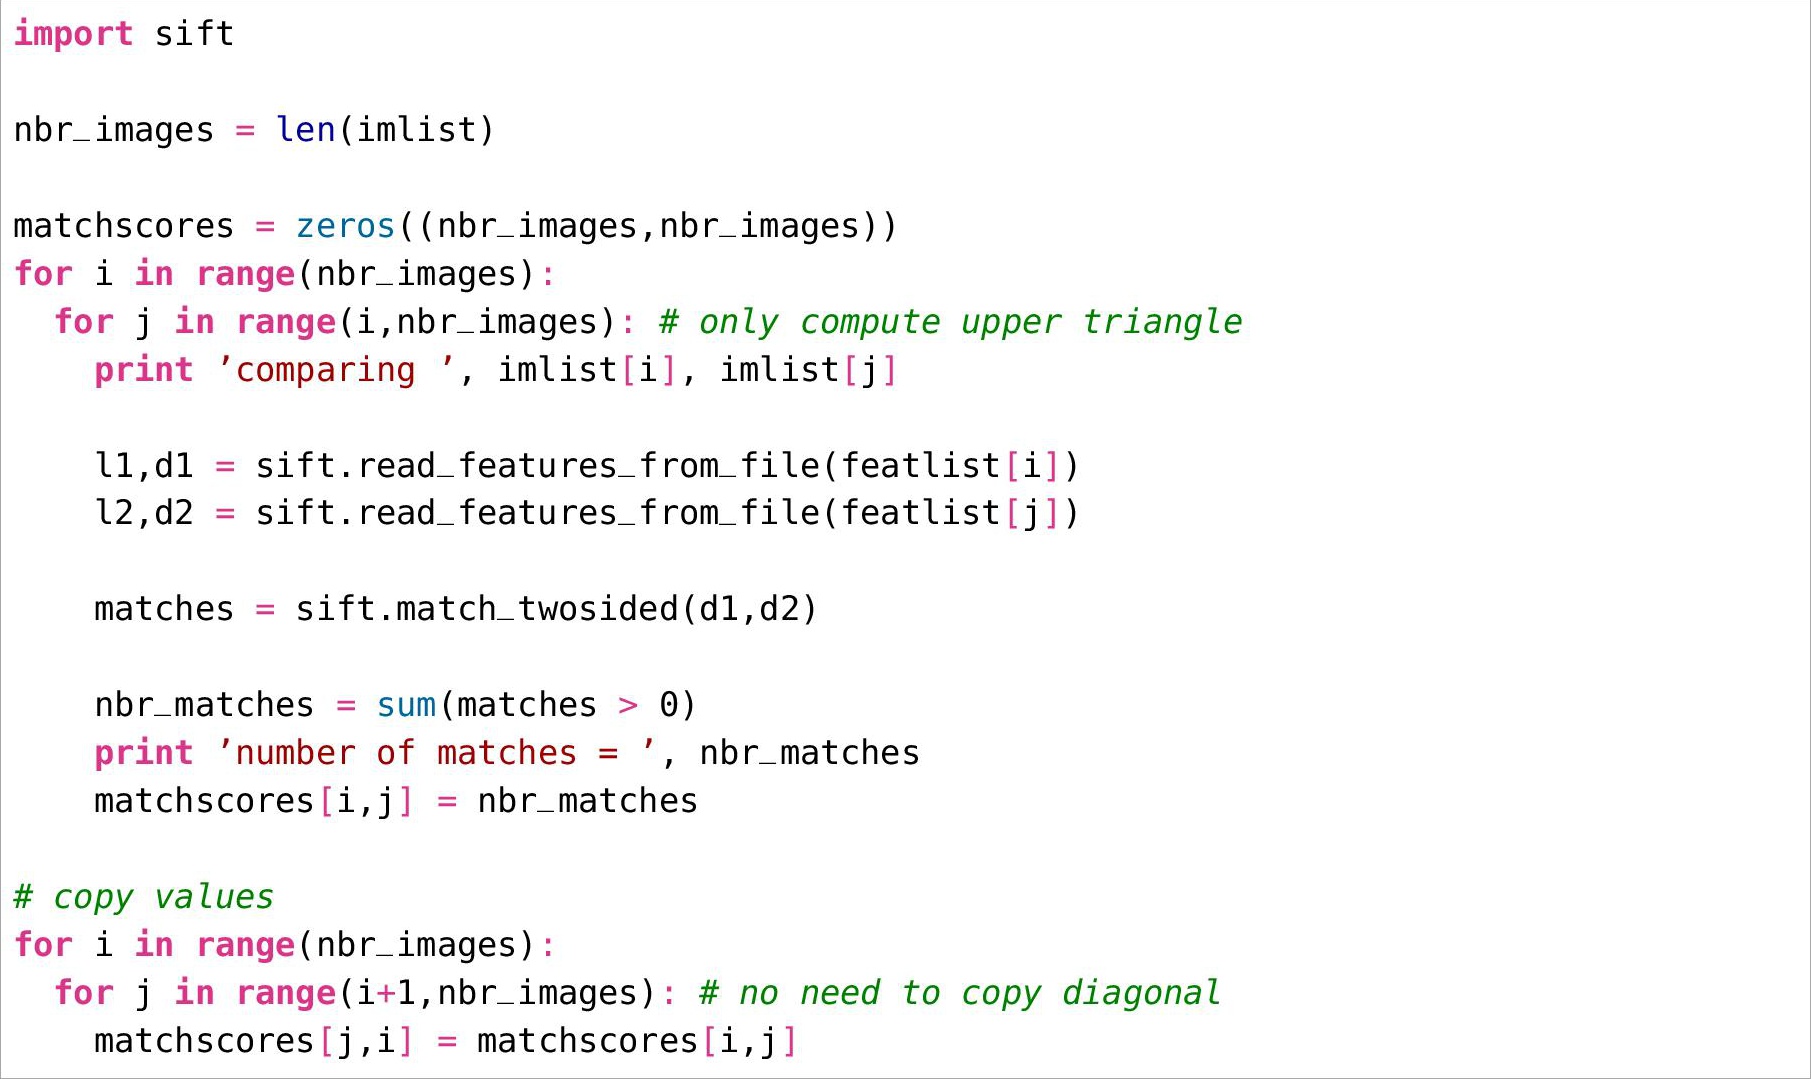 import sift

nbr_images = len(imlist)

matchscores = zeros((nbr_images,nbr_images))
for i in range(nbr_images):
  for j in range(i,nbr_images): # only compute upper triangle
    print ’comparing ’, imlist[i], imlist[j]

    l1,d1 = sift.read_features_from_file(featlist[i])
    l2,d2 = sift.read_features_from_file(featlist[j])

    matches = sift.match_twosided(d1,d2)

    nbr_matches = sum(matches > 0)
    print ’number of matches = ’, nbr_matches
    matchscores[i,j] = nbr_matches

# copy values
for i in range(nbr_images):
  for j in range(i+1,nbr_images): # no need to copy diagonal
    matchscores[j,i] = matchscores[i,j]